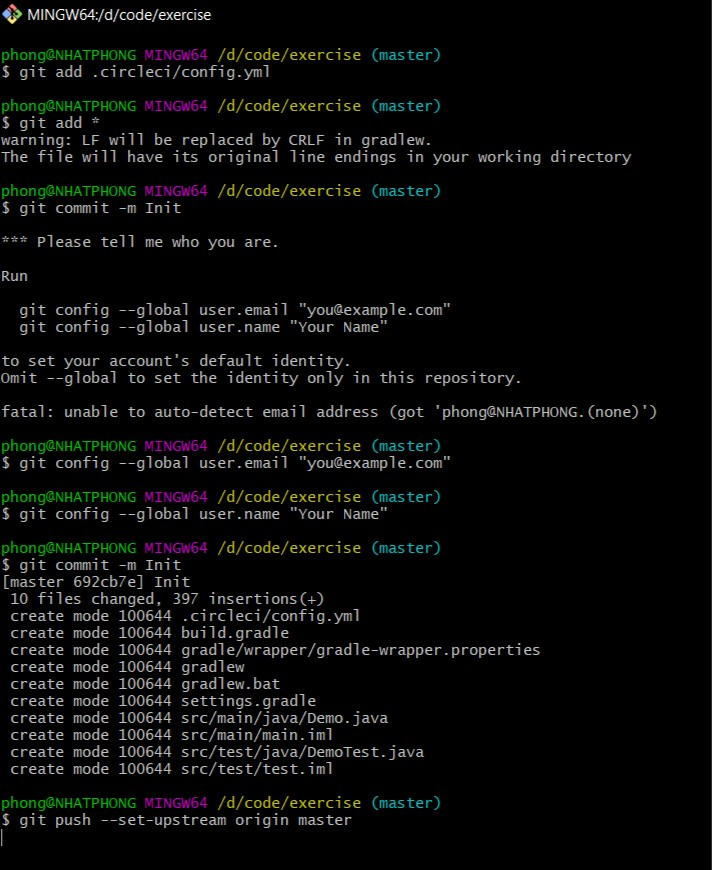 MINGW64:/d/code/exercise
phong@NHATPHONG MINGW64 /d/code/exercise (master)
$ git add .circleci/config.yml
phong@NHATPHONG MINGW64 /d/code/exercise (master)
$ git add *
warning: LF will be replaced by CRLF in gradlew.
The file will have its original line endings in your working directory
phong@NHATPHONG MINGW64 /d/code/exercise (master)
$ git commit -m Init
*** Please tell me who you are.
Run
git config --global user.email "you@example.com"
git config --global user.name "Your Name"
to set your account's default identity.
Omit --global to set the identity only in this repository.
fatal: unable to auto-detect email address (got 'phong@NHATPHONG.(none)')
phong@NHATPHONG MINGW64 /d/code/exercise (master)
$ git config --global user.email "you@example.com"
phong@NHATPHONG MINGW64 /d/code/exercise (master)
$ git config --global user.name "Your Name"
phong@NHATPHONG MINGW64 /d/code/exercise (master)
$ git commit -m Init
[master 692cb7e] Init
10 files changed, 397 insertions(+)
create mode 100644 .circleci/config.yml
create mode 100644 build.gradle
create mode 100644 gradle/wrapper/gradle-wrapper.properties
create mode 100644 gradlew
create mode 100644 gradlew.bat
create mode 100644 settings.gradle
create mode 100644 src/main/java/Demo.java
create mode 100644 src/main/main.iml
create mode 100644 src/test/java/DemoTest.java
create mode 100644 src/test/test.iml
phong@NHATPHONG MINGW64 /d/code/exercise (master)
$ git push --set-upstream origin master